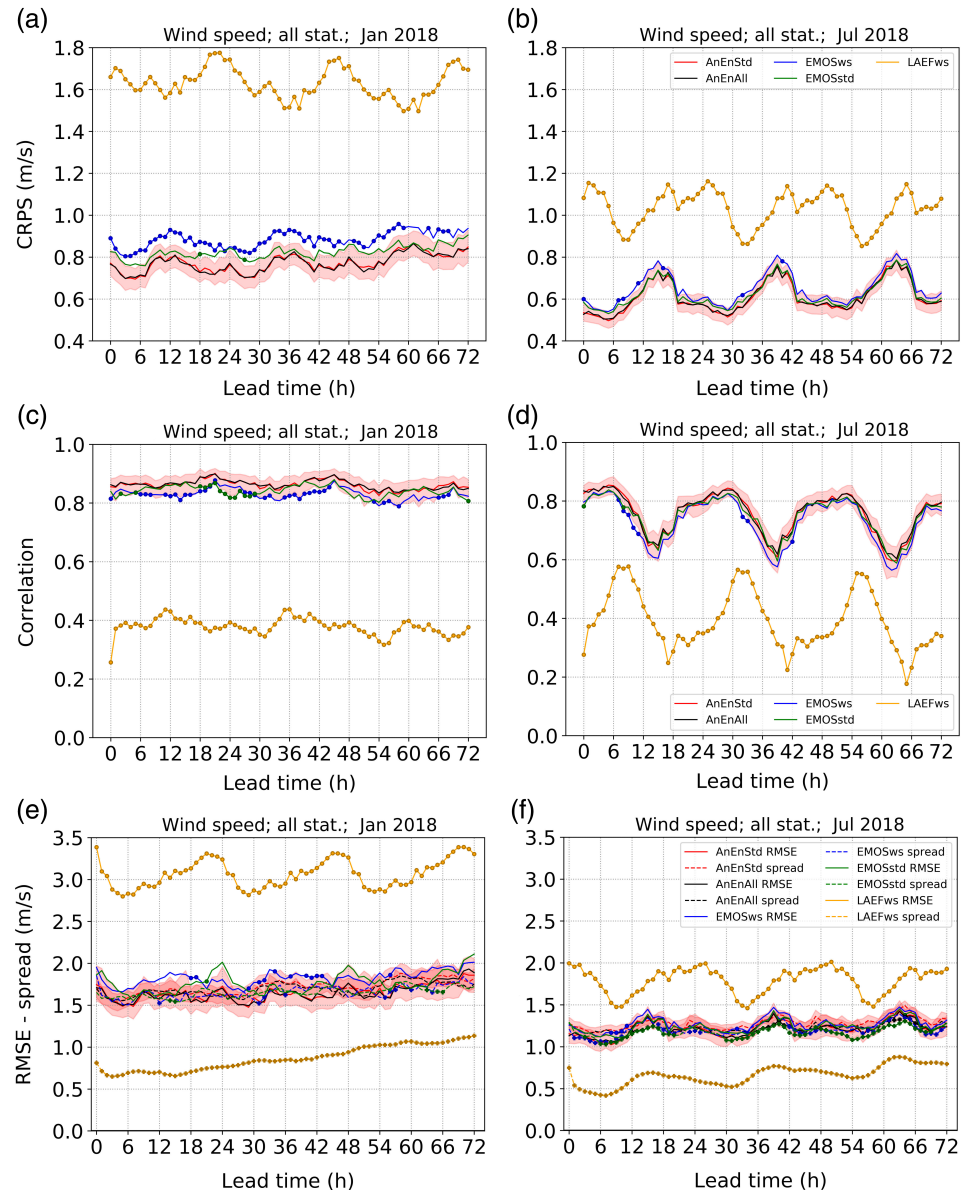 (a)
Wind speed; all stat.; Jan 2018
CRPS (m/s)
1.8
1.6
1.4
1.2
1.0
0.8
0.6
0.4
0 6 12 18 24 30 36 42 48 54 60 66 72
Lead time (h)
(b)
Wind speed; all stat.; Jul 2018
AnEnStd EMOSws LAEFws
AnEnAll EMOSstd
1.8
1.6
1.4
1.2
1.0
0.8
0.6
0.4
0 6 12 18 24 30 36 42 48 54 60 66 72
Lead time (h)
(c)
Wind speed; all stat.; Jan 2018
Correlation
1.0
0.8
0.6
0.4
0.2
0.0
0 6 12 18 24 30 36 42 48 54 60 66 72
Lead time (h)
(d)
Wind speed; all stat.; Jul 2018
1.0
0.8
0.6
0.4
0.2
0.0
AnEnStd EMOSws LAEFws
AnEnAll EMOSstd
0 6 12 18 24 30 36 42 48 54 60 66 72
Lead time (h)
(e)
Wind speed; all stat.; Jan 2018
RMSE - spread (m/s)
3.5
3.0
2.5
2.0
1.5
1.0
0.5
0.0
0 6 12 18 24 30 36 42 48 54 60 66 72
Lead time (h)
(f)
Wind speed; all stat.; Jul 2018
AnEnStd RMSE EMOSws spread
AnEnStd spread EMOSstd RMSE
AnEnAll RMSE EMOSstd spread
AnEnAll spread LAEFws RMSE
EMOSws RMSE LAEFws spread
3.5
3.0
2.5
2.0
1.5
1.0
0.5
0.0
0 6 12 18 24 30 36 42 48 54 60 66 72
Lead time (h)